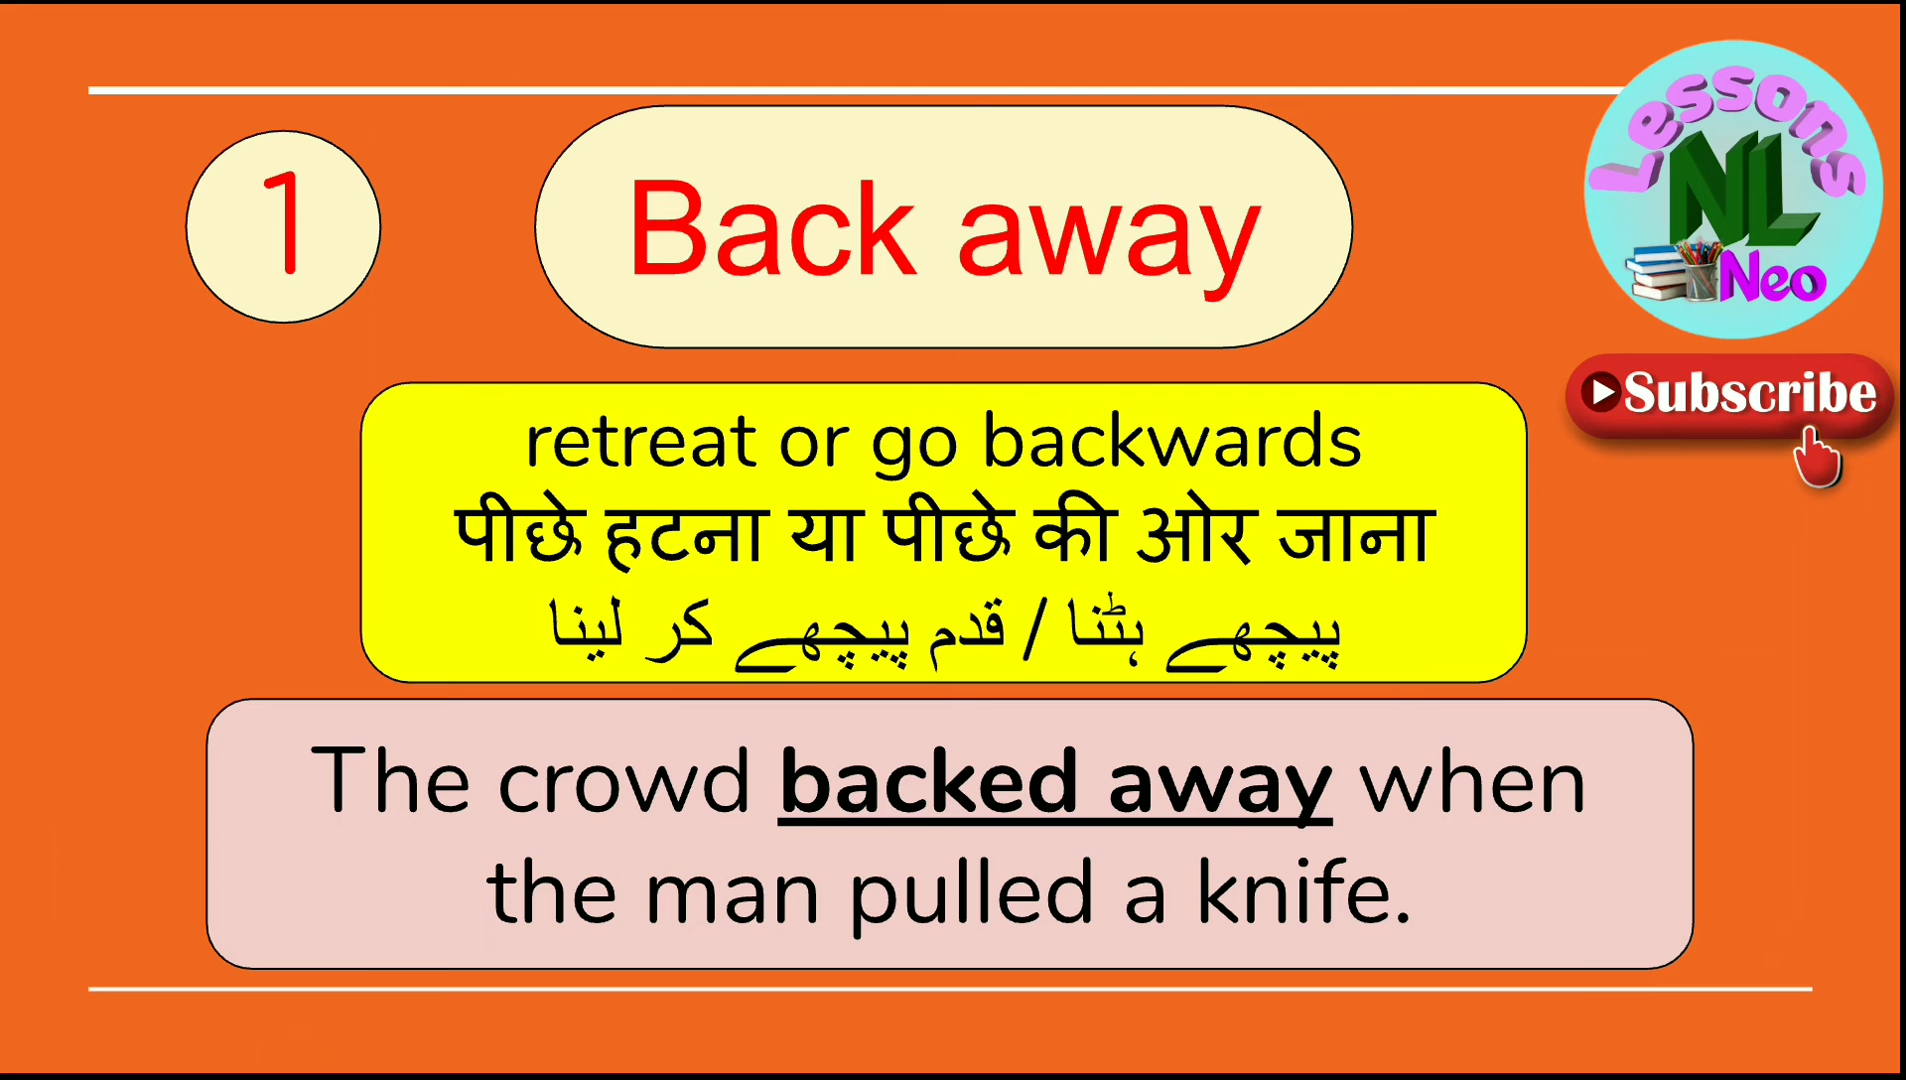 1
Back away
Lessons
NL
Neo
Subscribe
retreat or go backwards
पीछे हटना या पीछे की ओर जाना
پیچھے ہٹنا / قدم پیچھے کر لینا
The crowd backed away when
the man pulled a knife.